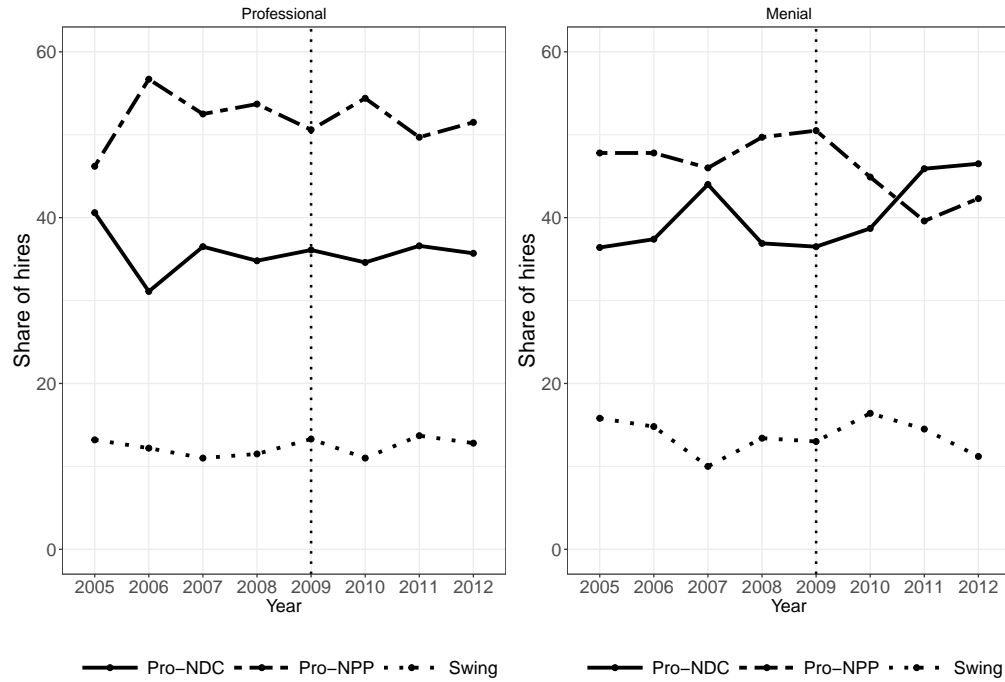 Professional
60
40
20
0
Share of hires
2005 2006 2007 2008 2009 2010 2011 2012
Year
Pro−NDC Pro−NPP Swing
Menial
60
40
20
0
Share of hires
2005 2006 2007 2008 2009 2010 2011 2012
Year
Pro−NDC Pro−NPP Swing